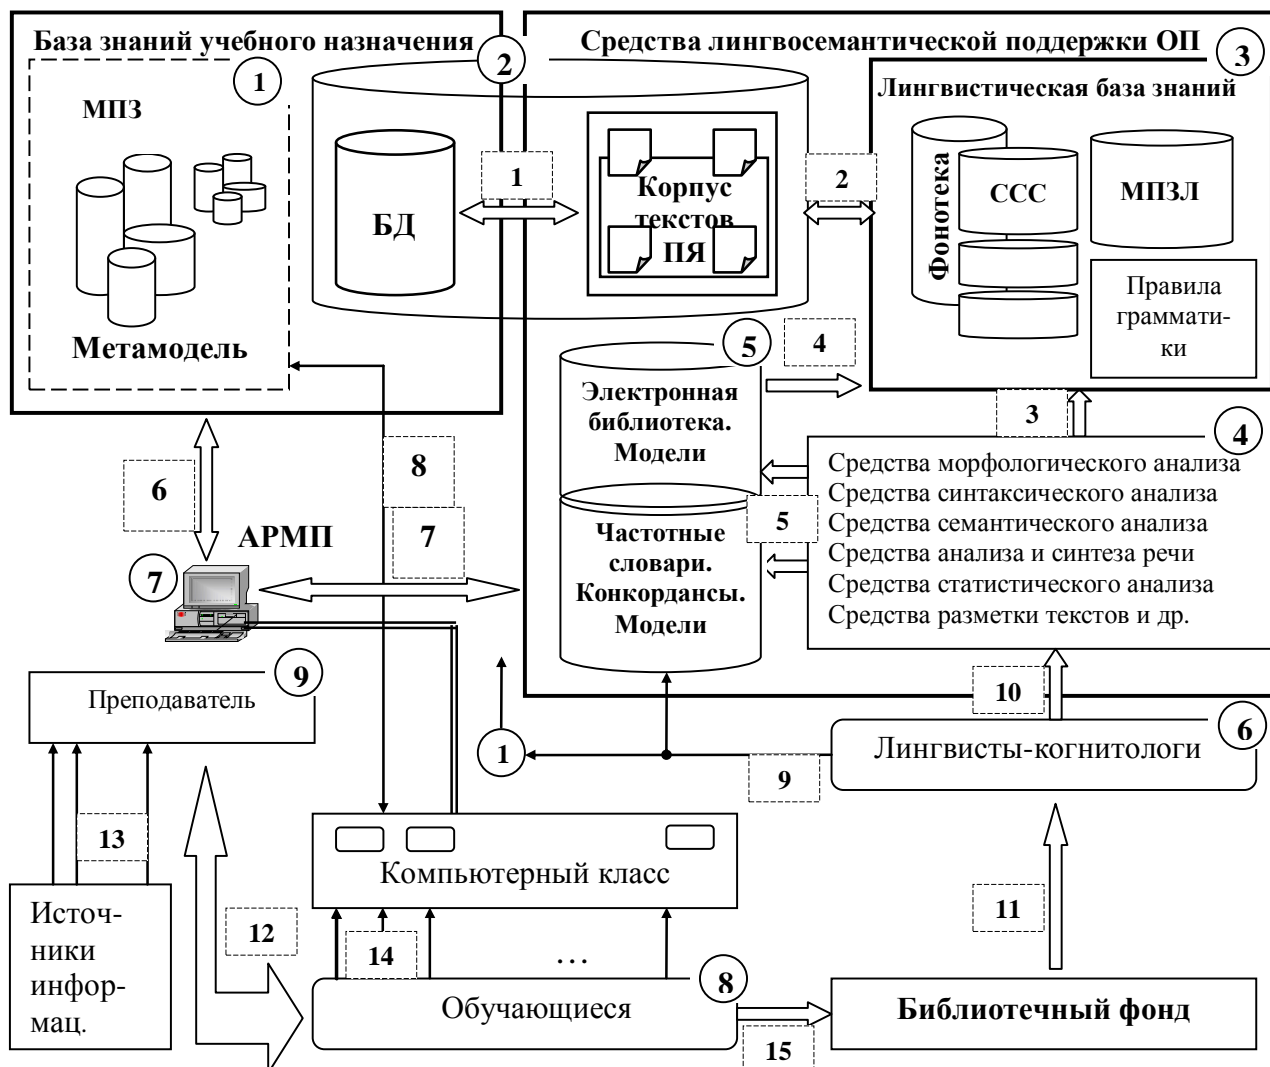 База знаний учебного назначения
2
Средства лингвосемантической поддержки ОП
3
1
МПЗ
Метамодель
БД
1
Корпус
текстов
ПЯ
2
Лингвистическая база знаний
Фонотека
ССС
МПЗЛ
Правила
граммати-
ки
5
4
Электронная
библиотека.
Модели
3
4
Средства морфологического анализа
Средства синтаксического анализа
Средства семантического анализа
Средства анализа и синтеза речи
Средства статистического анализа
Средства разметки текстов и др.
5
Частотные
словари.
Конкордансы.
Модели
6
8
7
АРМП
7
9
Преподаватель
10
1
9
6
Лингвисты-когнитологи
13
Компьютерный класс
Источ-
ники
инфор-
мац.
12
14
…
11
8
Обучающиеся
15
Библиотечный фонд